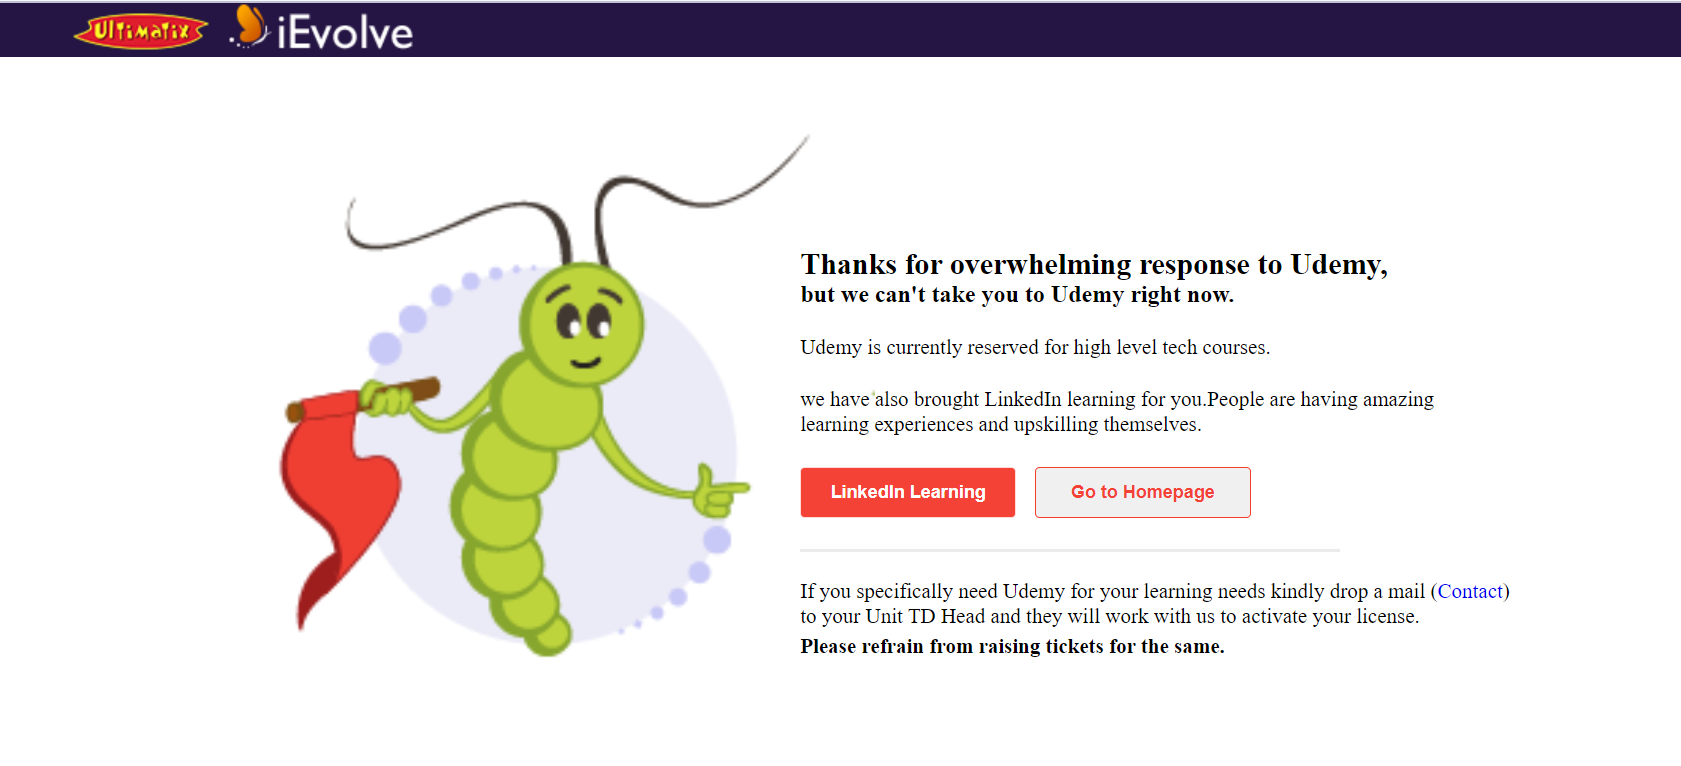 Ultimatix iEvolve
Thanks for overwhelming response to Udemy,
but we can't take you to Udemy right now.
Udemy is currently reserved for high level tech courses.
we have also brought LinkedIn learning for you.People are having amazing
learning experiences and upskilling themselves.
LinkedIn Learning Go to Homepage
If you specifically need Udemy for your learning needs kindly drop a mail (Contact)
to your Unit TD Head and they will work with us to activate your license.
Please refrain from raising tickets for the same.